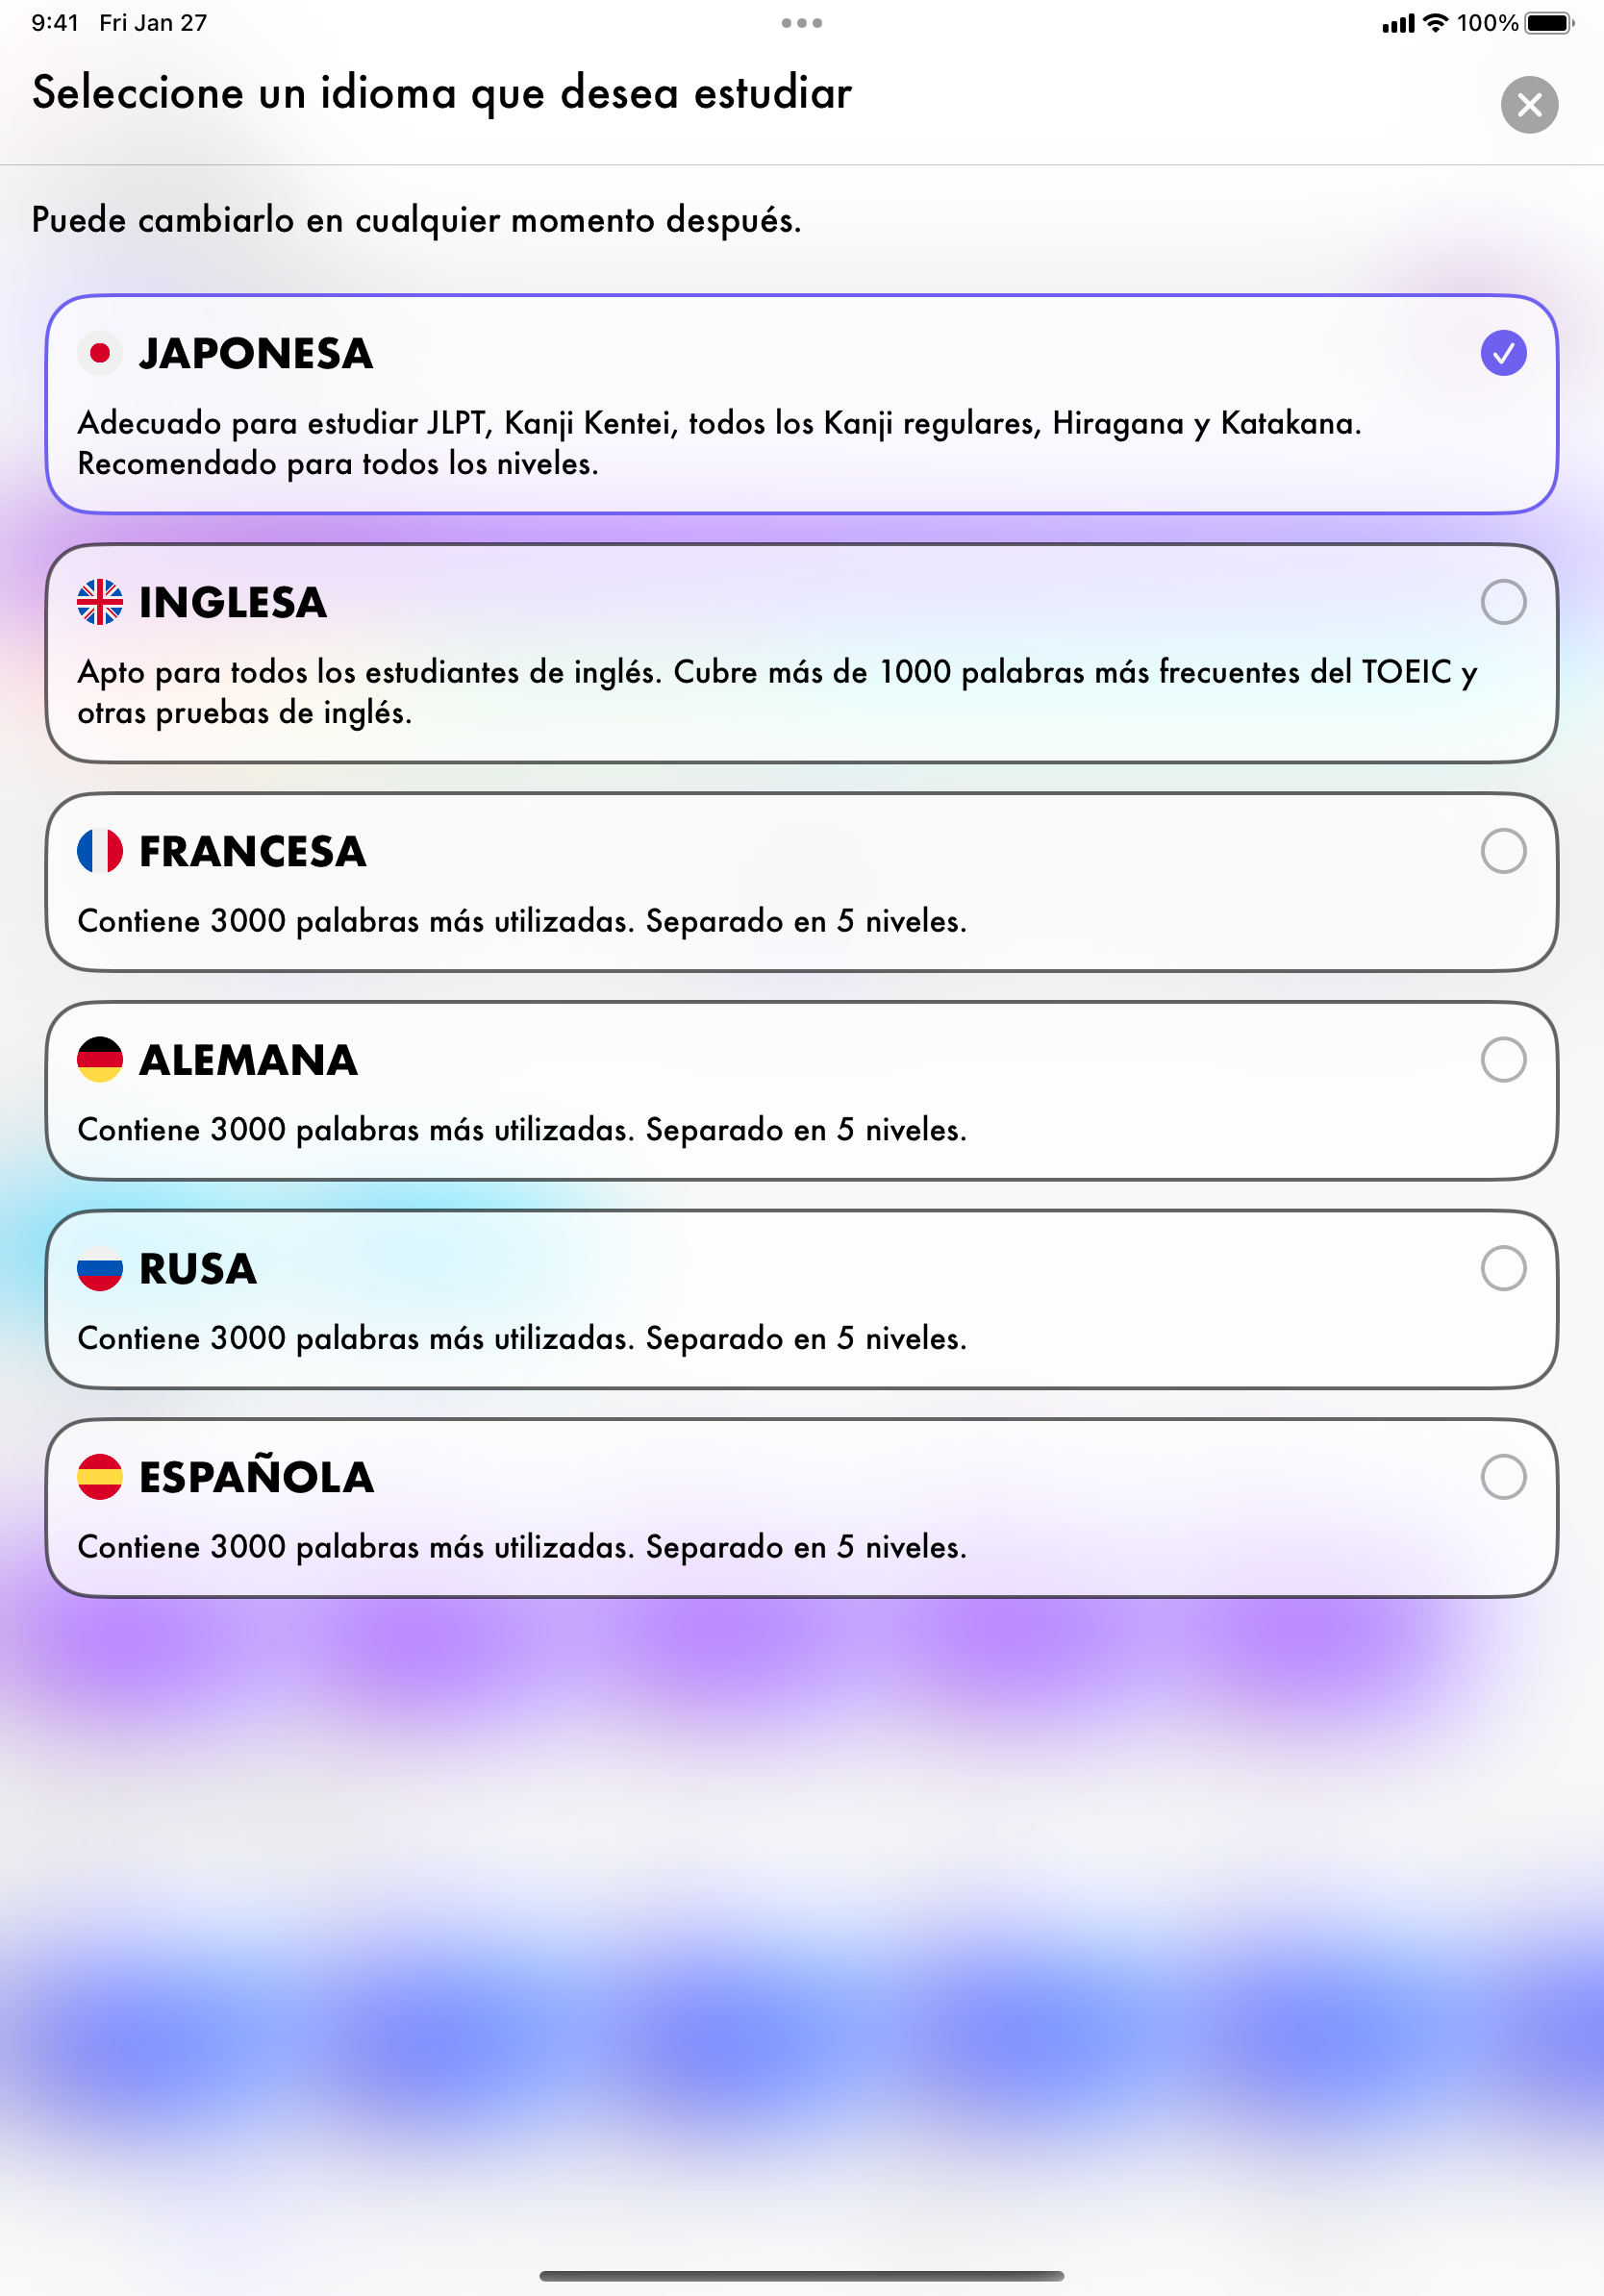 9:41 Fri Jan 27
100%
Seleccione un idioma que desea estudiar
Puede cambiarlo en cualquier momento después.
JAPONESA
Adecuado para estudiar JLPT, Kanji Kentei, todos los Kanji regulares, Hiragana y Katakana.
Recomendado para todos los niveles.
INGLESA
Apto para todos los estudiantes de inglés. Cubre más de 1000 palabras más frecuentes del TOEIC y
otras pruebas de inglés.
FRANCESA
Contiene 3000 palabras más utilizadas. Separado en 5 niveles.
ALEMANA
Contiene 3000 palabras más utilizadas. Separado en 5 niveles.
RUSA
Contiene 3000 palabras más utilizadas. Separado en 5 niveles.
ESPAÑOLA
Contiene 3000 palabras más utilizadas. Separado en 5 niveles.